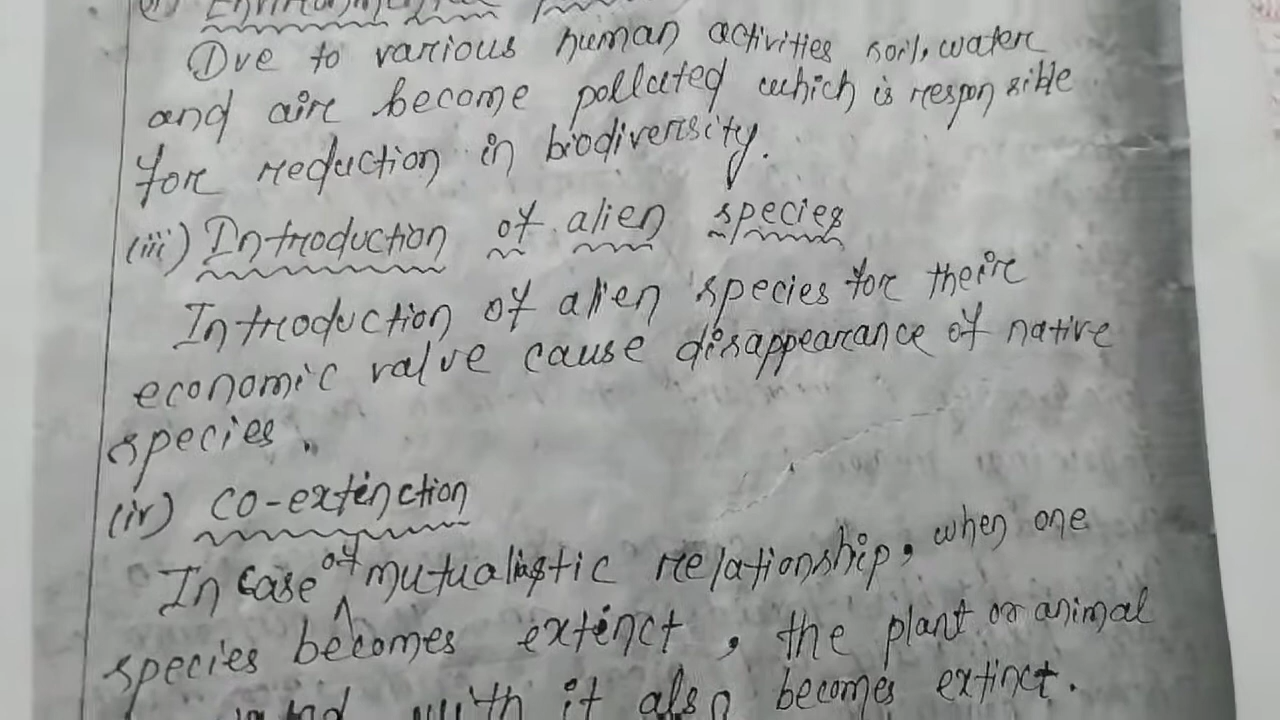 Due to various human activities soil, water
and air become polluted which is responsible
for reduction in biodiversity.
(iii) Introduction of alien species
Introduction of alien species for their
economic value cause disappearance of native
species.
(iv) co-extinction
In case of mutualistic relationship, when one
species becomes extinct, the plant or animal
with it also becomes extinct.